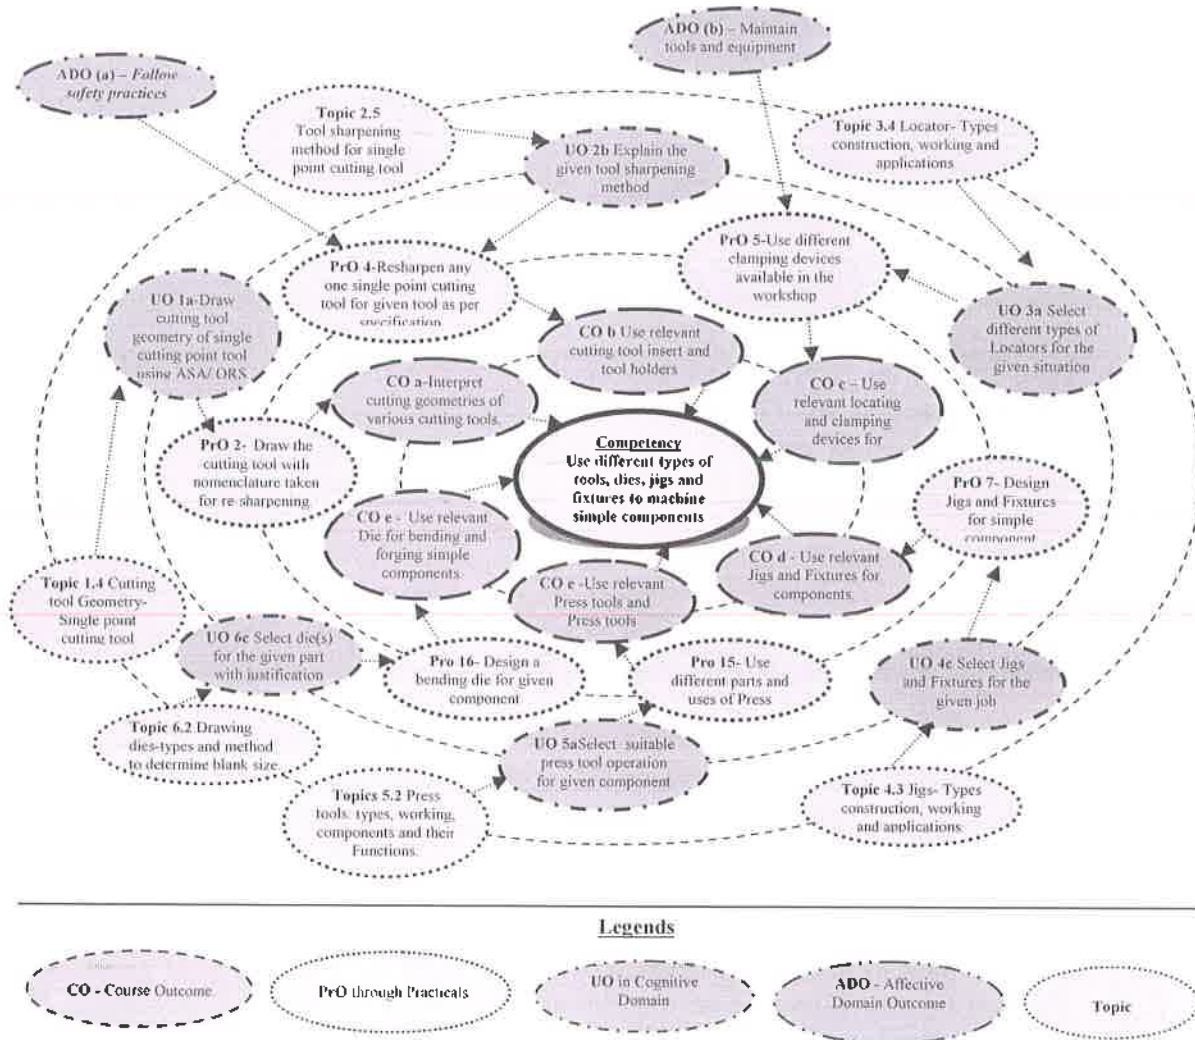 ADO (b) – Maintain
tools and equipment
ADO (a) – Follow
safety practices
Topic 2.5
Tool sharpening
method for single
point cutting tool
Topic 3.4 Locator- Types
construction, working and
applications
UO 2b Explain the
given tool sharpening
method
PrO 5-Use different
clamping devices
available in the
workshop
PrO 4-Resharpen any
one single point cutting
tool for given tool as per
specification
UO 1a-Draw
cutting tool
geometry of single
cutting point tool
using ASA/ ORS
UO 3a Select
different types of
Locators for the
given situation
CO b Use relevant
cutting tool insert and
tool holders
CO a-Interpret
cutting geometries of
various cutting tools.
CO c – Use
relevant locating
and clamping
devices for
Competency
Use different types of
tools, dies, jigs and
fixtures to machine
simple components
PrO 2- Draw the
cutting tool with
nomenclature taken
for re-sharpening
PrO 7- Design
Jigs and Fixtures
for simple
component
CO e - Use relevant
Die for bending and
forging simple
components.
CO d - Use relevant
Jigs and Fixtures for
components.
CO e -Use relevant
Press tools and
Press tools
Topic 1.4 Cutting
tool Geometry-
Single point
cutting tool
UO 6c Select die(s)
for the given part
with justification
Pro 16- Design a
bending die for given
component
Pro 15- Use
different parts and
uses of Press
UO 4c Select Jigs
and Fixtures for the
given job
Topic 6.2 Drawing
dies-types and method
to determine blank size.
UO 5aSelect suitable
press tool operation
for given component
Topics 5.2 Press
tools. types, working,
components and their
Functions.
Topic 4.3 Jigs- Types
construction, working
and applications
Legends
CO - Course Outcome
PrO through Practicals
UO in Cognitive
Domain
ADO - Affective
Domain Outcome
Topic